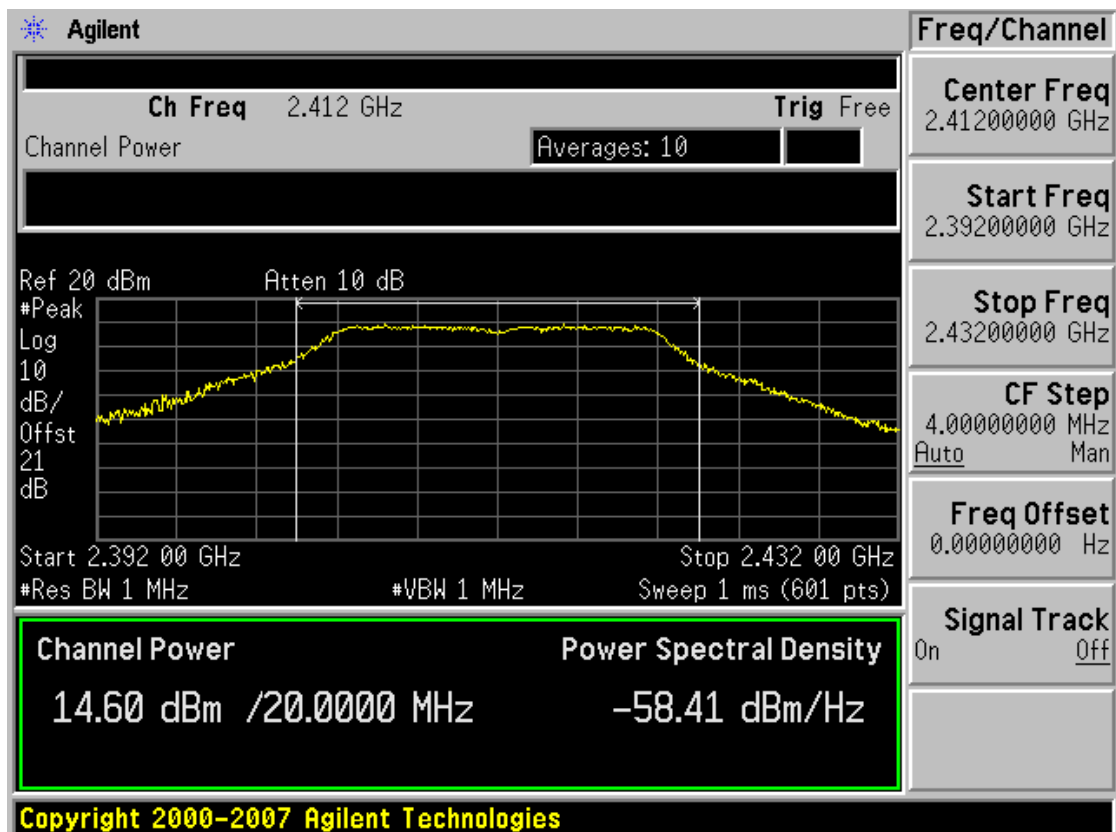 Agilent
Freq/Channel
Ch Freq 2.412 GHz Trig Free
Channel Power Averages: 10
Ref 20 dBm Atten 10 dB
#Peak
Log
10
dB/
Offst
21
dB
Start 2.392 00 GHz Stop 2.432 00 GHz
#Res BW 1 MHz #VBW 1 MHz Sweep 1 ms (601 pts)
Channel Power Power Spectral Density
14.60 dBm /20.0000 MHz -58.41 dBm/Hz
Center Freq
2.41200000 GHz
Start Freq
2.39200000 GHz
Stop Freq
2.43200000 GHz
CF Step
4.00000000 MHz
Auto Man
Freq Offset
0.00000000 Hz
Signal Track
On Off
Copyright 2000-2007 Agilent Technologies